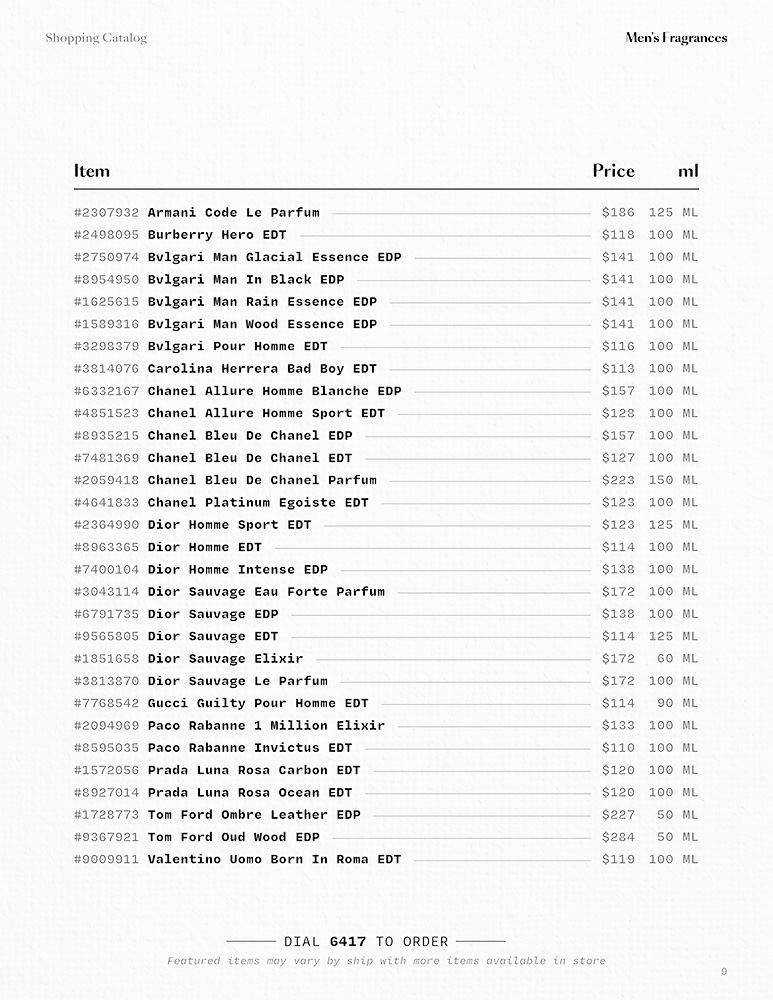 Shopping Catalog Men's Fragrances
Item Price ml
#2307932 Armani Code Le Parfum $186 125 ML
#2498095 Burberry Hero EDT $118 100 ML
#2750974 Bvlgari Man Glacial Essence EDP $141 100 ML
#8954950 Bvlgari Man In Black EDP $141 100 ML
#1625615 Bvlgari Man Rain Essence EDP $141 100 ML
#1589316 Bvlgari Man Wood Essence EDP $141 100 ML
#3298379 Bvlgari Pour Homme EDT $116 100 ML
#3814076 Carolina Herrera Bad Boy EDT $113 100 ML
#6332167 Chanel Allure Homme Blanche EDP $157 100 ML
#4851523 Chanel Allure Homme Sport EDT $128 100 ML
#8935215 Chanel Bleu De Chanel EDP $157 100 ML
#7481369 Chanel Bleu De Chanel EDT $127 100 ML
#2059418 Chanel Bleu De Chanel Parfum $223 150 ML
#4641833 Chanel Platinum Egoiste EDT $123 100 ML
#2364990 Dior Homme Sport EDT $123 125 ML
#8963365 Dior Homme EDT $114 100 ML
#7400104 Dior Homme Intense EDP $138 100 ML
#3043114 Dior Sauvage Eau Forte Parfum $172 100 ML
#6791735 Dior Sauvage EDP $138 100 ML
#9565805 Dior Sauvage EDT $114 125 ML
#1851658 Dior Sauvage Elixir $172 60 ML
#3813870 Dior Sauvage Le Parfum $172 100 ML
#7768542 Gucci Guilty Pour Homme EDT $114 90 ML
#2094969 Paco Rabanne 1 Million Elixir $133 100 ML
#8595035 Paco Rabanne Invictus EDT $110 100 ML
#1572056 Prada Luna Rosa Carbon EDT $120 100 ML
#8927014 Prada Luna Rosa Ocean EDT $120 100 ML
#1728773 Tom Ford Ombre Leather EDP $227 50 ML
#9367921 Tom Ford Oud Wood EDP $284 50 ML
#9009911 Valentino Uomo Born In Roma EDT $119 100 ML
DIAL G417 TO ORDER
Featured items may vary by ship with more items available in store
9